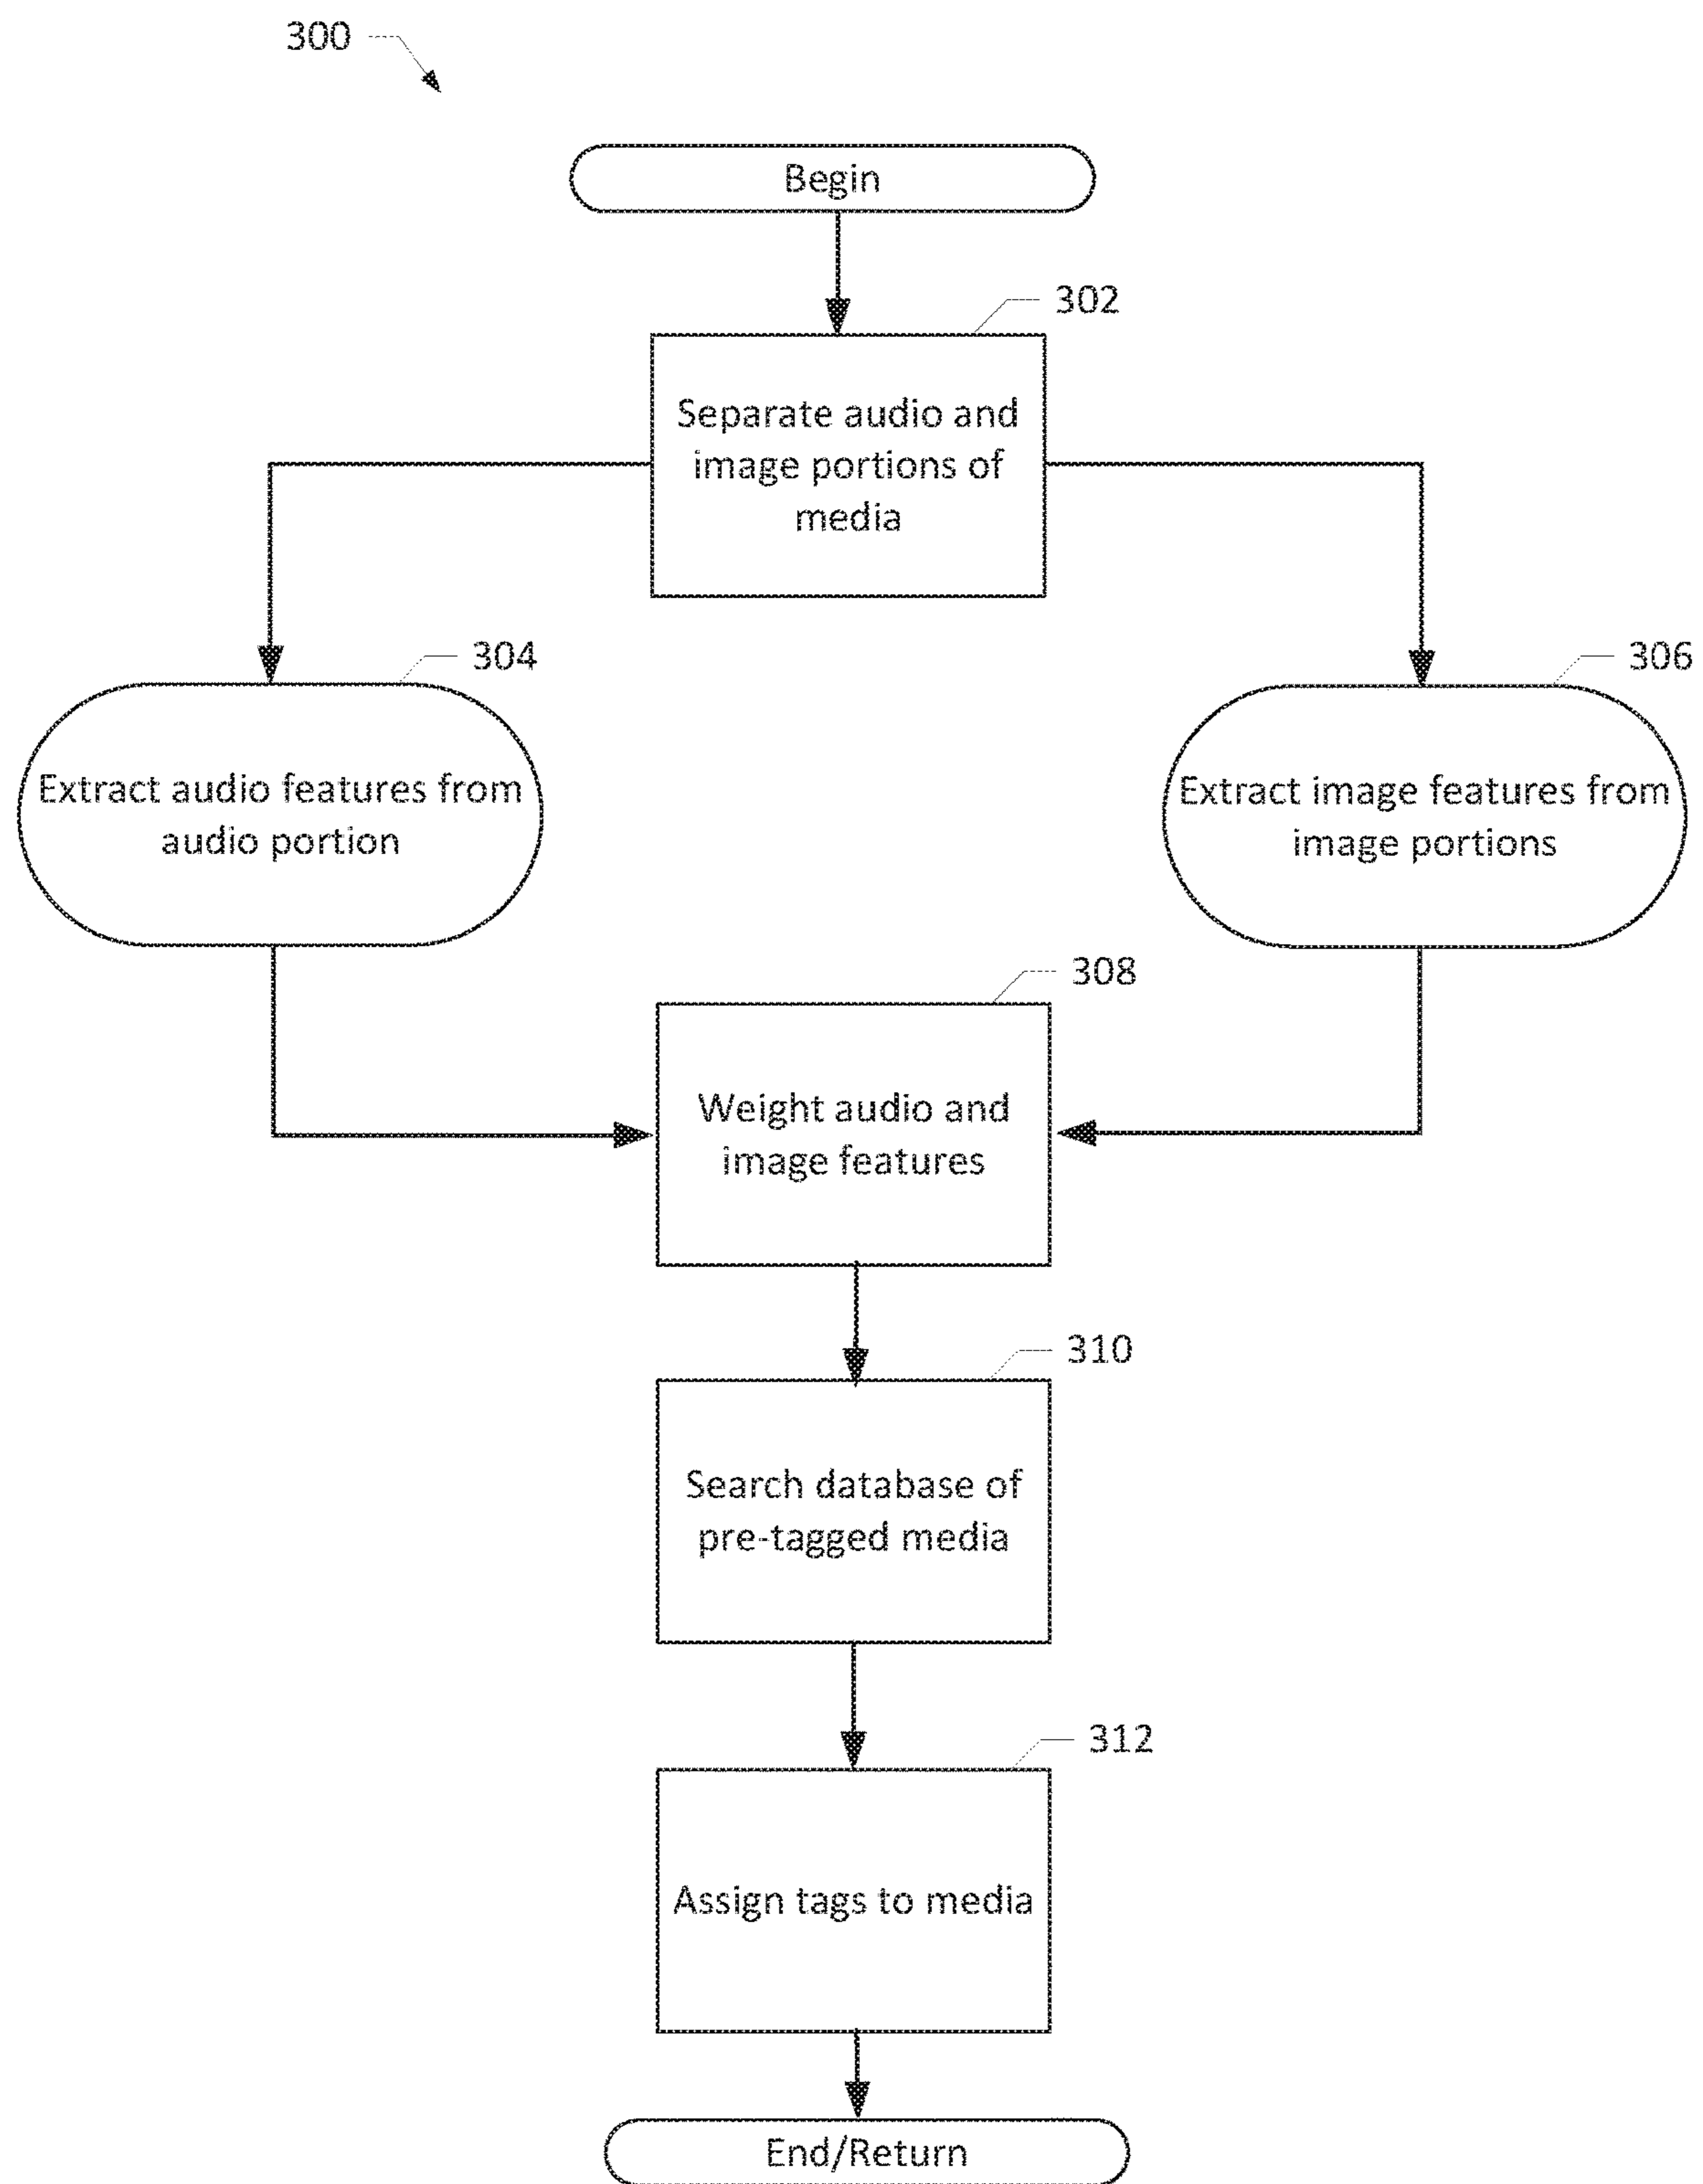 300
Begin
302
Separate audio and
image portions of
media
304
Extract audio features from
audio portion
306
Extract image features from
image portions
308
Weight audio and
image features
310
Search database of
pre-tagged media
312
Assign tags to media
End/Return